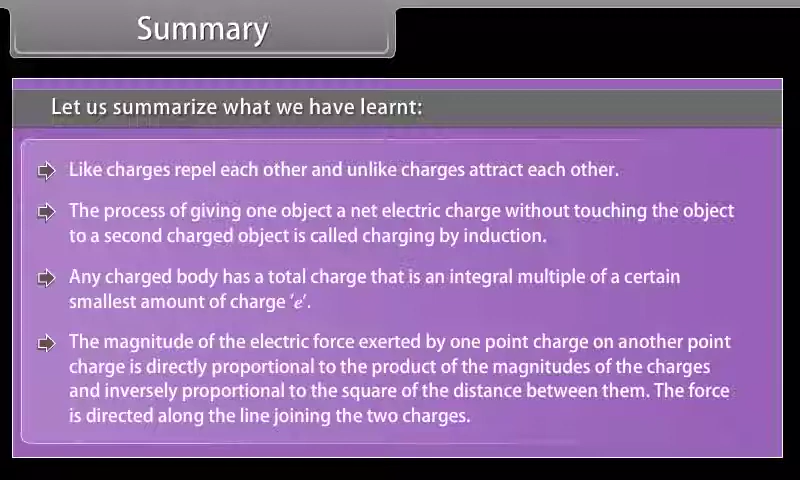 Summary
Let us summarize what we have learnt:
Like charges repel each other and unlike charges attract each other.
The process of giving one object a net electric charge without touching the object
to a second charged object is called charging by induction.
Any charged body has a total charge that is an integral multiple of a certain
smallest amount of charge 'e'.
The magnitude of the electric force exerted by one point charge on another point
charge is directly proportional to the product of the magnitudes of the charges
and inversely proportional to the square of the distance between them. The force
is directed along the line joining the two charges.